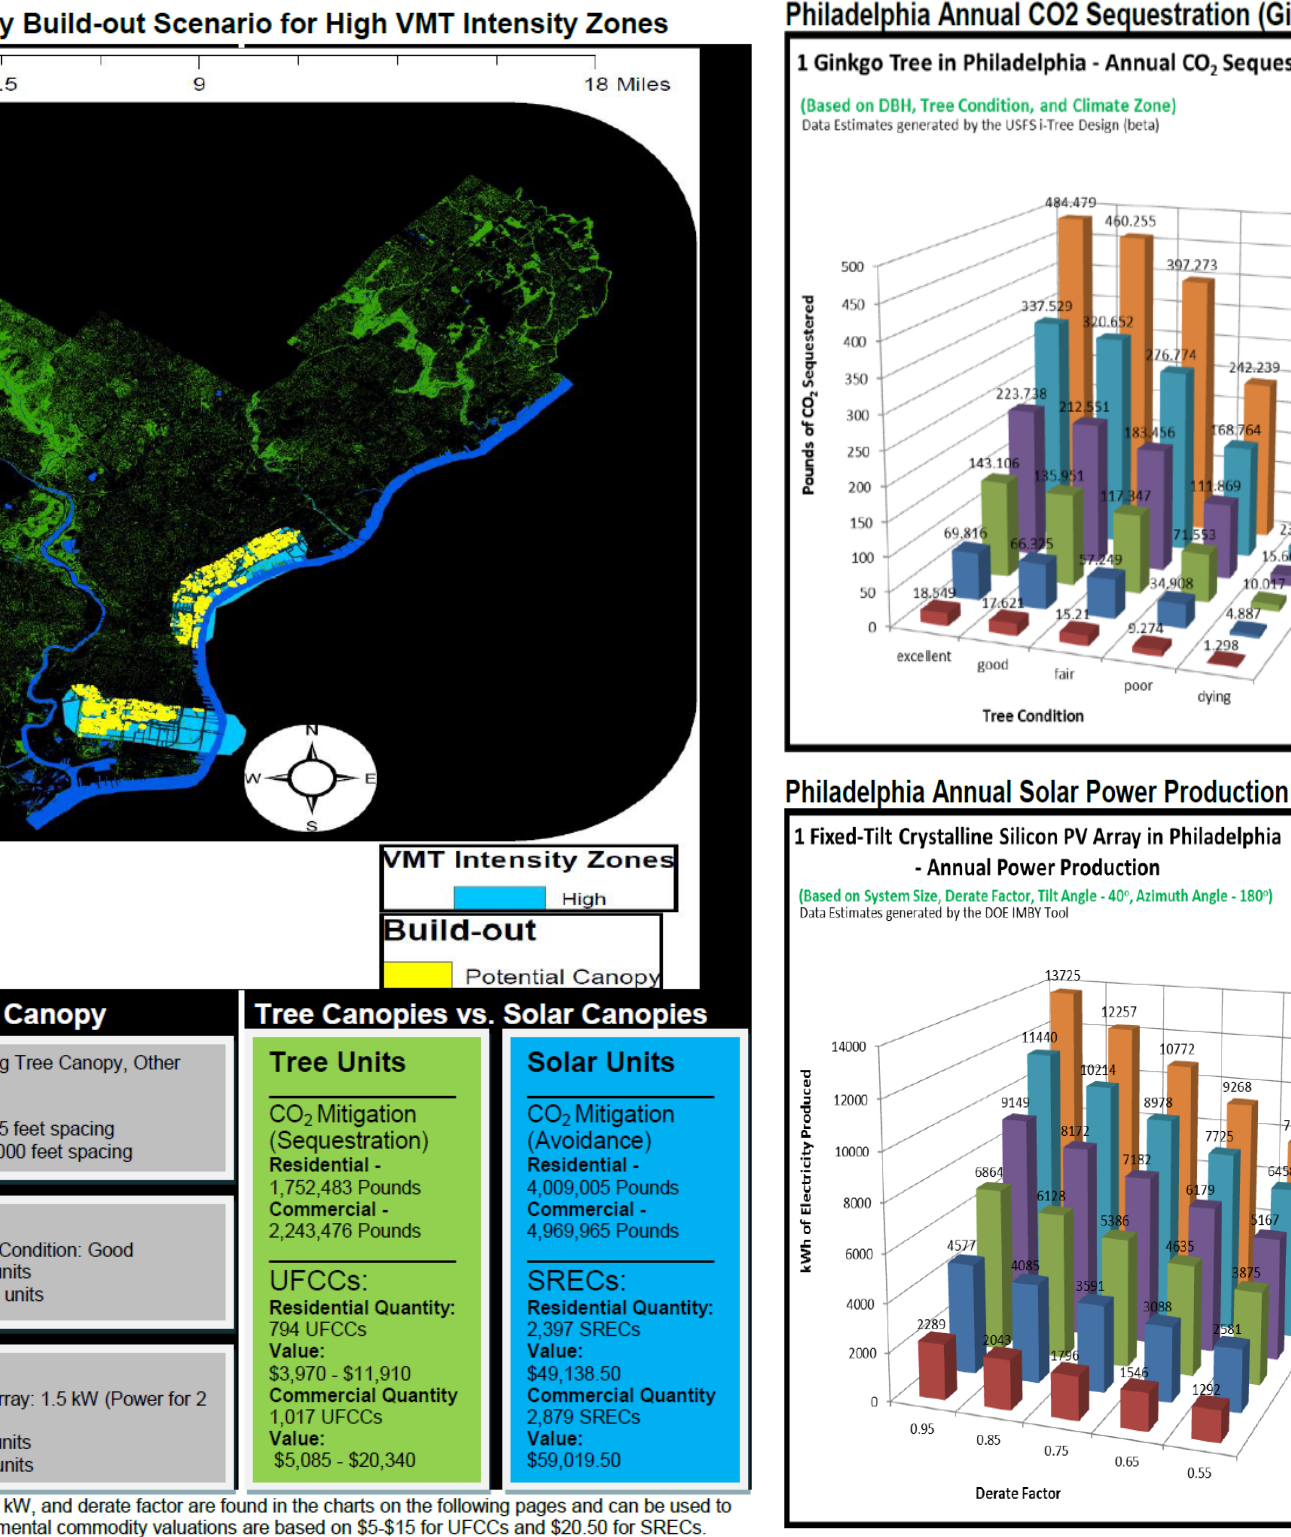 y Build-out Scenario for High VMT Intensity Zones
.5
9
18 Miles
N
W
E
S
VMT Intensity Zones
High
Build-out
Potential Canopy
Canopy
g Tree Canopy, Other
5 feet spacing
000 feet spacing
Condition: Good
units
units
rray: 1.5 kW (Power for 2
units
units
Tree Canopies vs. Solar Canopies
Tree Units
CO2 Mitigation
(Sequestration)
Residential -
1,752,483 Pounds
Commercial -
2,243,476 Pounds
UFCCs:
Residential Quantity:
794 UFCCs
Value:
$3,970 - $11,910
Commercial Quantity
1,017 UFCCs
Value:
$5,085 - $20,340
Solar Units
CO2 Mitigation
(Avoidance)
Residential -
4,009,005 Pounds
Commercial -
4,969,965 Pounds
SRECs:
Residential Quantity:
2,397 SRECs
Value:
$49,138.50
Commercial Quantity
2,879 SRECs
Value:
$59,019.50
kW, and derate factor are found in the charts on the following pages and can be used to
mental commodity valuations are based on $5-$15 for UFCCs and $20.50 for SRECs.
Philadelphia Annual CO2 Sequestration (Gi
1 Ginkgo Tree in Philadelphia - Annual CO2 Seques
(Based on DBH, Tree Condition, and Climate Zone)
Data Estimates generated by the USFS i-Tree Design (beta)
Pounds of CO2 Sequestered
500
450
400
350
300
250
200
150
100
50
0
484.479
460.255
397.273
242.239
337.529
320.652
276.774
168.764
223.738
212.551
183.456
111.869
15.6
143.106
135.951
117.347
71.553
10.017
69.816
66.325
57.249
34.908
4.887
18.549
17.621
15.21
9.274
1.298
excellent
good
fair
poor
dying
Tree Condition
Philadelphia Annual Solar Power Production
1 Fixed-Tilt Crystalline Silicon PV Array in Philadelphia
- Annual Power Production
(Based on System Size, Derate Factor, Tilt Angle - 40º, Azimuth Angle - 180º)
Data Estimates generated by the DOE IMBY Tool
kWh of Electricity Produced
14000
12000
10000
8000
6000
4000
2000
0
13725
12257
10772
9268
11440
10214
8978
7725
645
9149
8172
7182
6179
5167
6864
6128
5386
4635
3875
4577
4085
3591
3088
2581
2289
2043
1796
1546
1292
0.95
0.85
0.75
0.65
0.55
Derate Factor